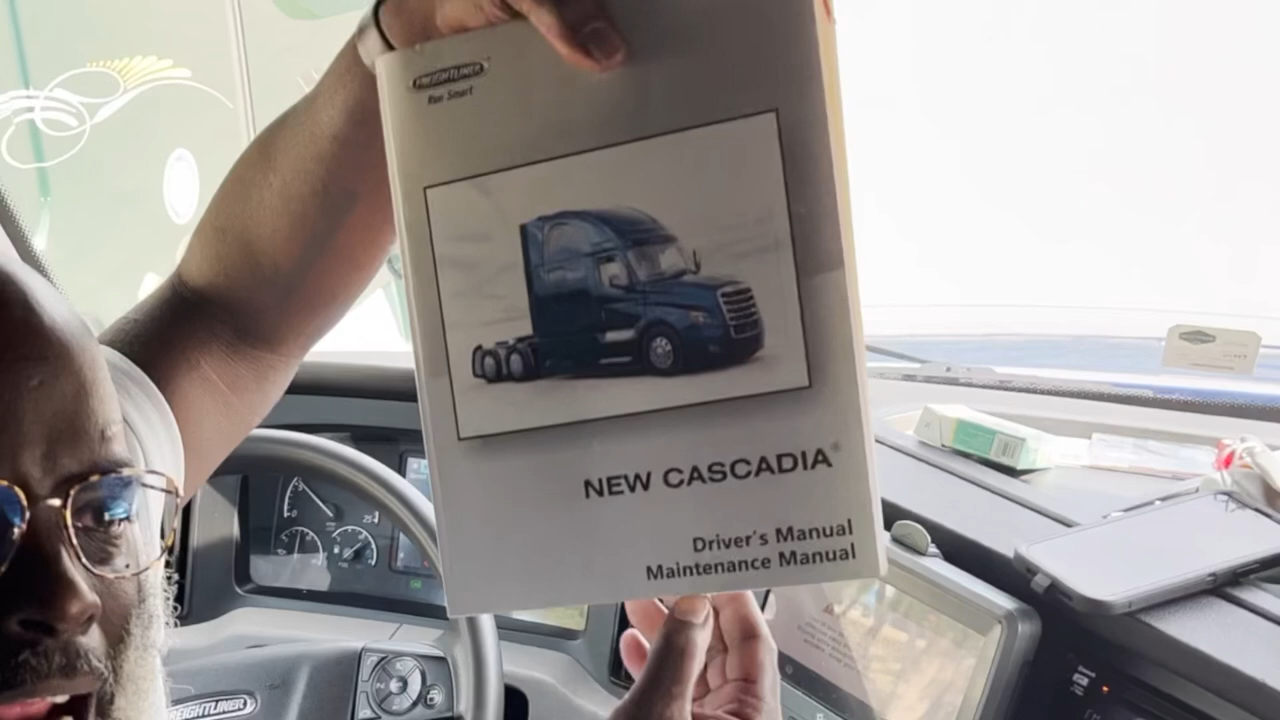 FREIGHTLINER
Run Smart
NEW CASCADIA®
Driver's Manual
Maintenance Manual
FREIGHTLINER